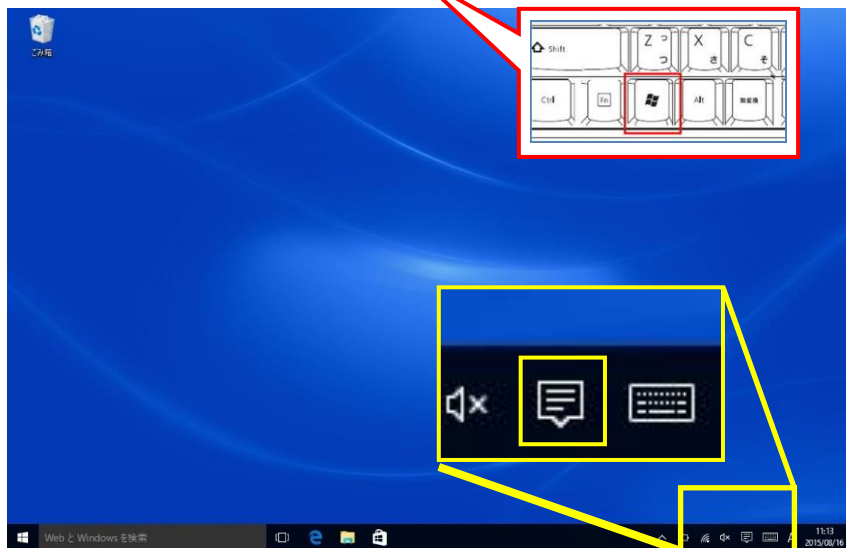 ごみ箱
Shift
Z っ
つ
X
さ
C
そ
Ctrl
Fn
Alt
無変換
Web と Windows を検索
A
11:13
2015/08/16